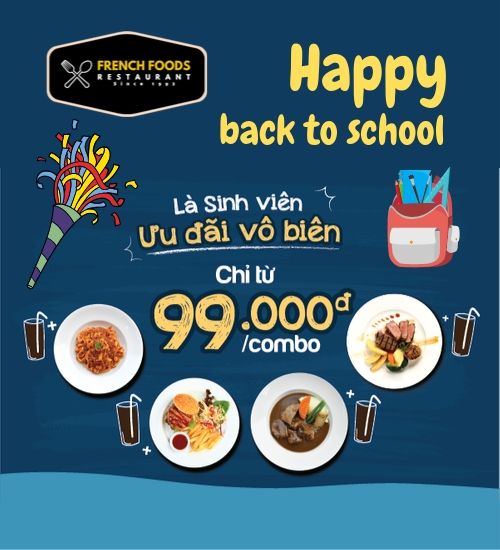 FRENCH FOODS
RESTAURANT
Since 1992
Happy
back to school
Là Sinh viên
Ưu đãi vô biên
Chỉ từ
99.000đ
/combo